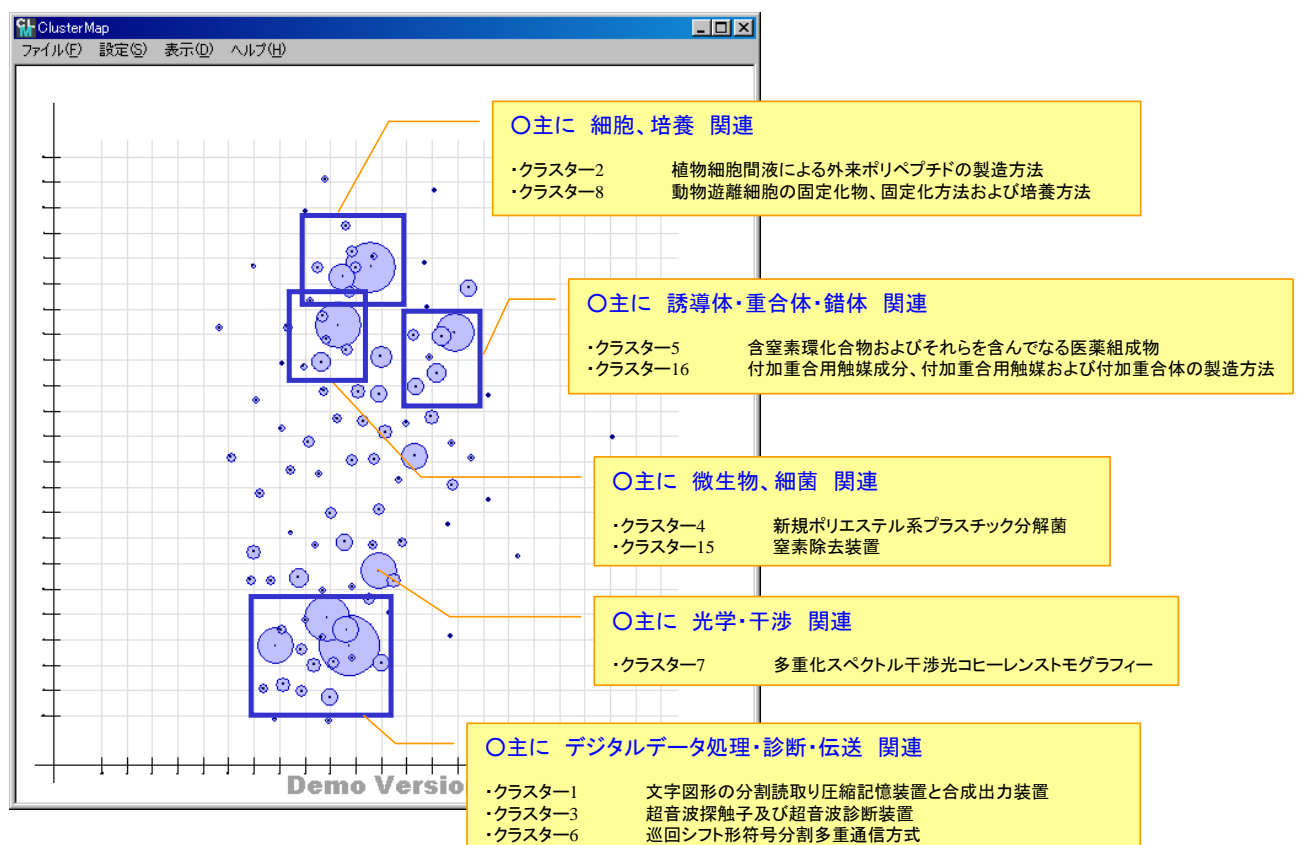 ClusterMap
ファイル(F) 設定(S) 表示(D) ヘルプ(H)
〇主に 細胞、培養 関連
・クラスター2 植物細胞間液による外来ポリペプチドの製造方法
・クラスター8 動物遊離細胞の固定化物、固定化方法および培養方法
〇主に 誘導体・重合体・錯体 関連
・クラスター5 含窒素環化合物およびそれらを含んでなる医薬組成物
・クラスター16 付加重合用触媒成分、付加重合用触媒および付加重合体の製造方法
〇主に 微生物、細菌 関連
・クラスター4 新規ポリエステル系プラスチック分解菌
・クラスター15 窒素除去装置
〇主に 光学・干渉 関連
・クラスター7 多重化スペクトル干渉光コヒーレンストモグラフィー
〇主に デジタルデータ処理・診断・伝送 関連
・クラスター1 文字図形の分割読取り圧縮記憶装置と合成出力装置
・クラスター3 超音波探触子及び超音波診断装置
・クラスター6 巡回シフト形符号分割多重通信方式
Demo Versio